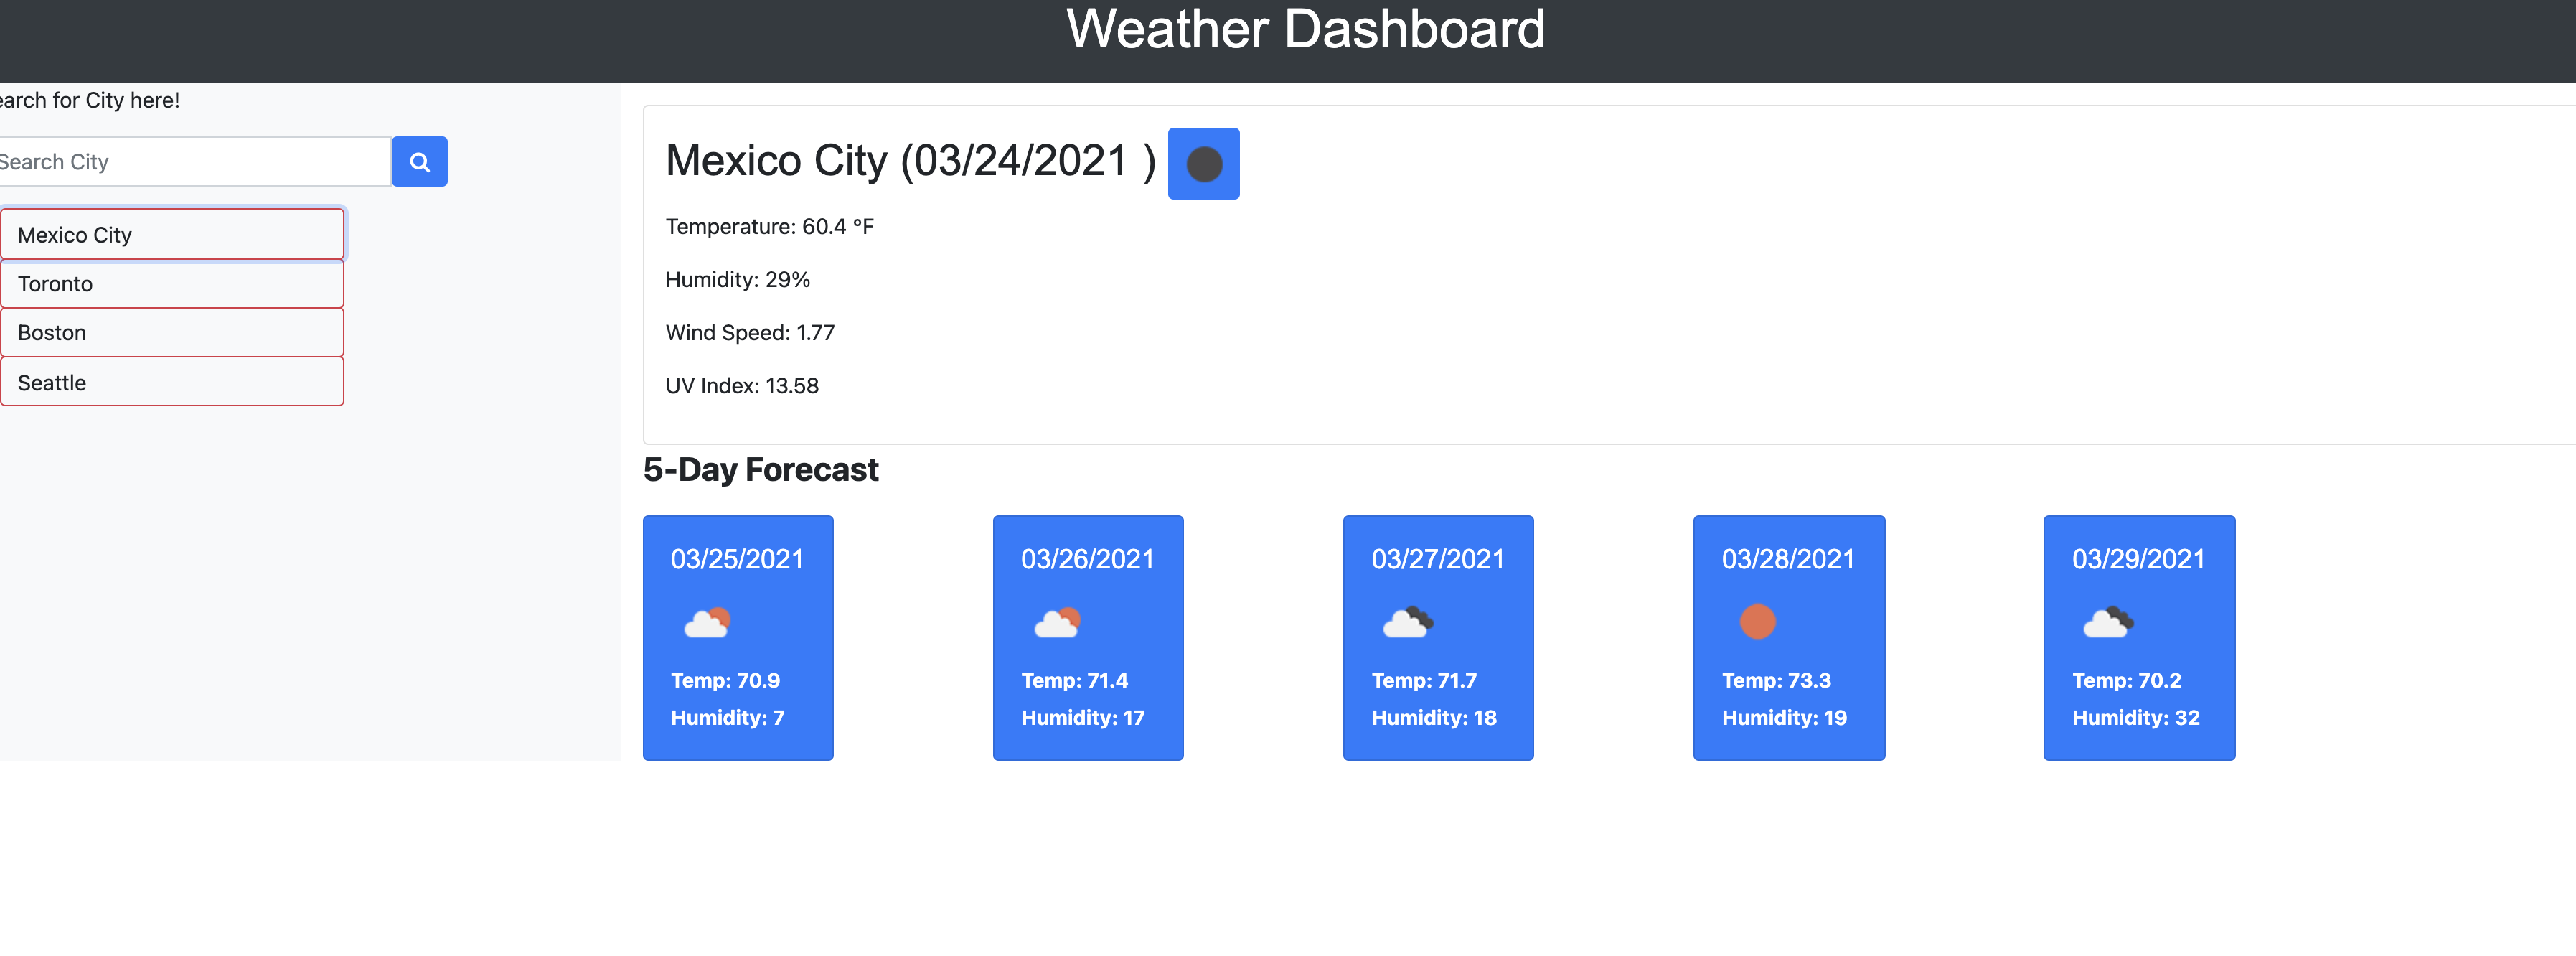 Weather Dashboard
earch for City here!
Search City
Mexico City
Toronto
Boston
Seattle
Mexico City (03/24/2021 )
Temperature: 60.4 °F
Humidity: 29%
Wind Speed: 1.77
UV Index: 13.58
5-Day Forecast
03/25/2021
Temp: 70.9
Humidity: 7
03/26/2021
Temp: 71.4
Humidity: 17
03/27/2021
Temp: 71.7
Humidity: 18
03/28/2021
Temp: 73.3
Humidity: 19
03/29/2021
Temp: 70.2
Humidity: 32